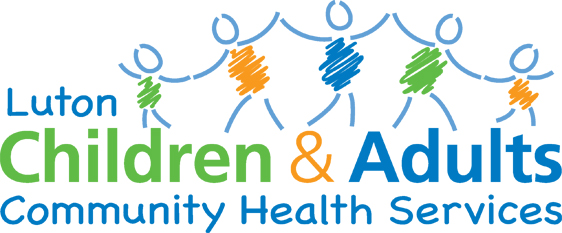 Luton
Children & Adults
Community Health Services